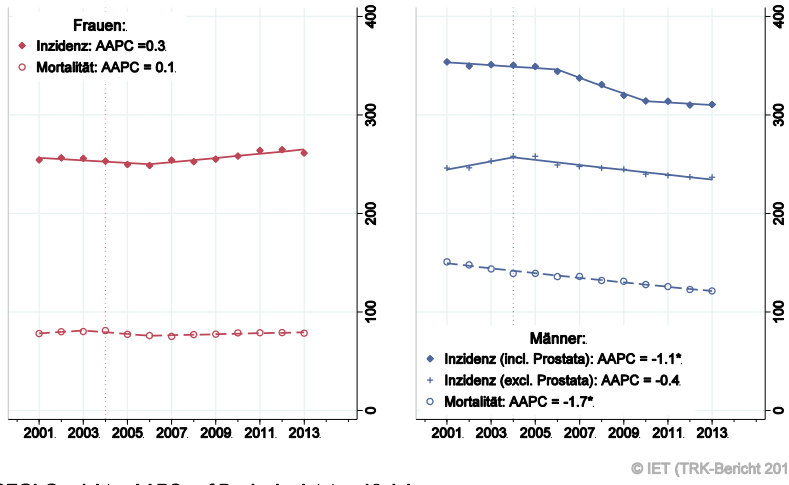 Frauen:
Inzidenz: AAPC =0.3
Mortalität: AAPC = 0.1
400
300
200
100
0
2001 2003 2005 2007 2009 2011 2013
400
300
200
100
0
Männer:
Inzidenz (incl. Prostata): AAPC = -1.1*
Inzidenz (excl. Prostata): AAPC = -0.4
Mortalität: AAPC = -1.7*
2001 2003 2005 2007 2009 2011 2013
© IET (TRK-Bericht 201